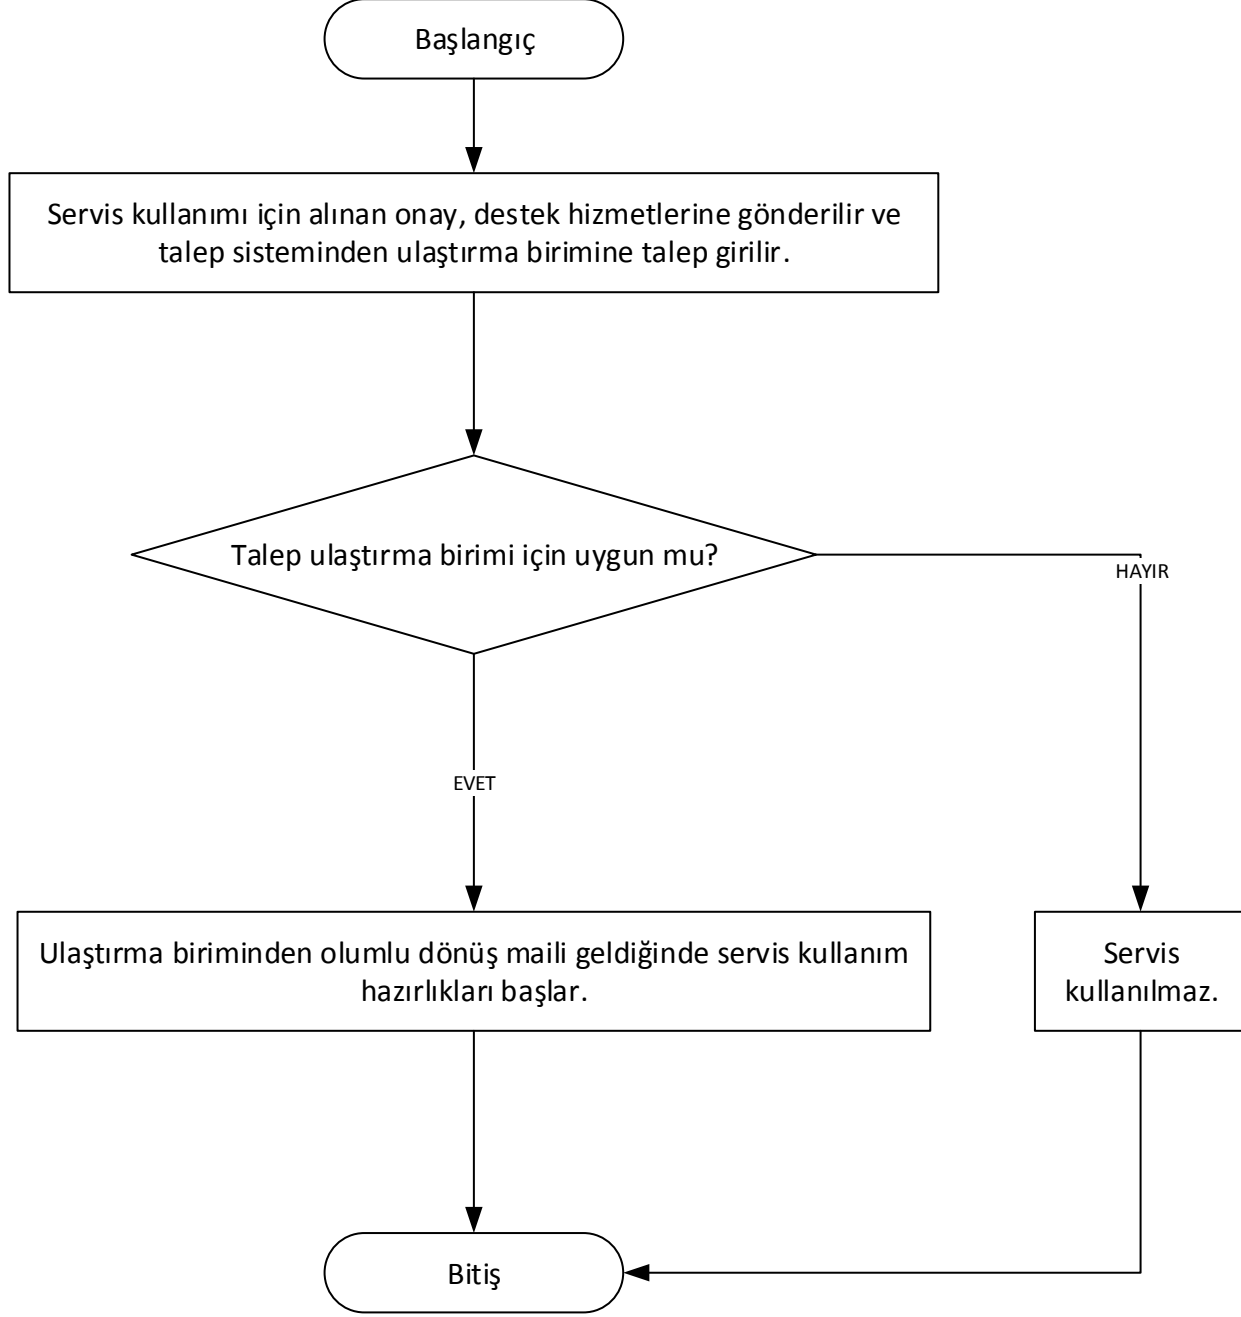 Başlangıç
Servis kullanımı için alınan onay, destek hizmetlerine gönderilir ve
talep sisteminden ulaştırma birimine talep girilir.
Talep ulaştırma birimi için uygun mu?
HAYIR
EVET
Ulaştırma biriminden olumlu dönüş maili geldiğinde servis kullanım
hazırlıkları başlar.
Servis
kullanılmaz.
Bitiş